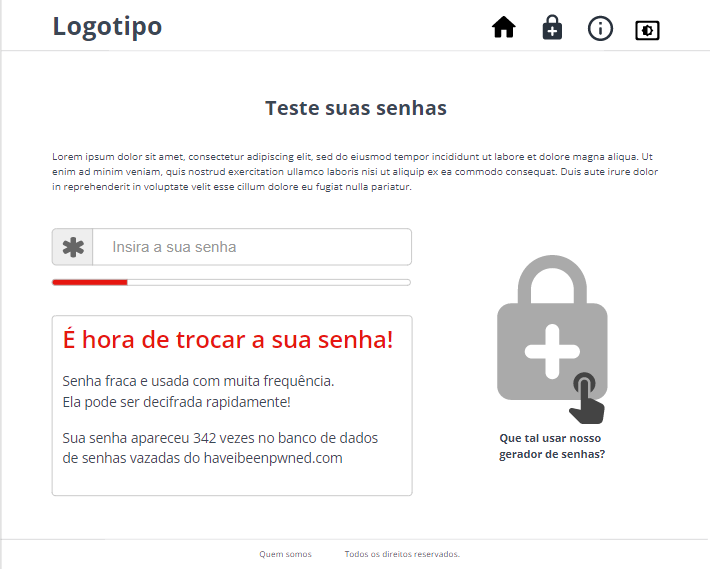 Logotipo
Teste suas senhas
Lorem ipsum dolor sit amet, consectetur adipiscing elit, sed do eiusmod tempor incididunt ut labore et dolore magna aliqua. Ut
enim ad minim veniam, quis nostrud exercitation ullamco laboris nisi ut aliquip ex ea commodo consequat. Duis aute irure dolor
in reprehenderit in voluptate velit esse cillum dolore eu fugiat nulla pariatur.
Insira a sua senha
É hora de trocar a sua senha!
Senha fraca e usada com muita frequência.
Ela pode ser decifrada rapidamente!
Sua senha apareceu 342 vezes no banco de dados
de senhas vazadas do haveibeenpwned.com
Que tal usar nosso
gerador de senhas?
Quem somos Todos os direitos reservados.